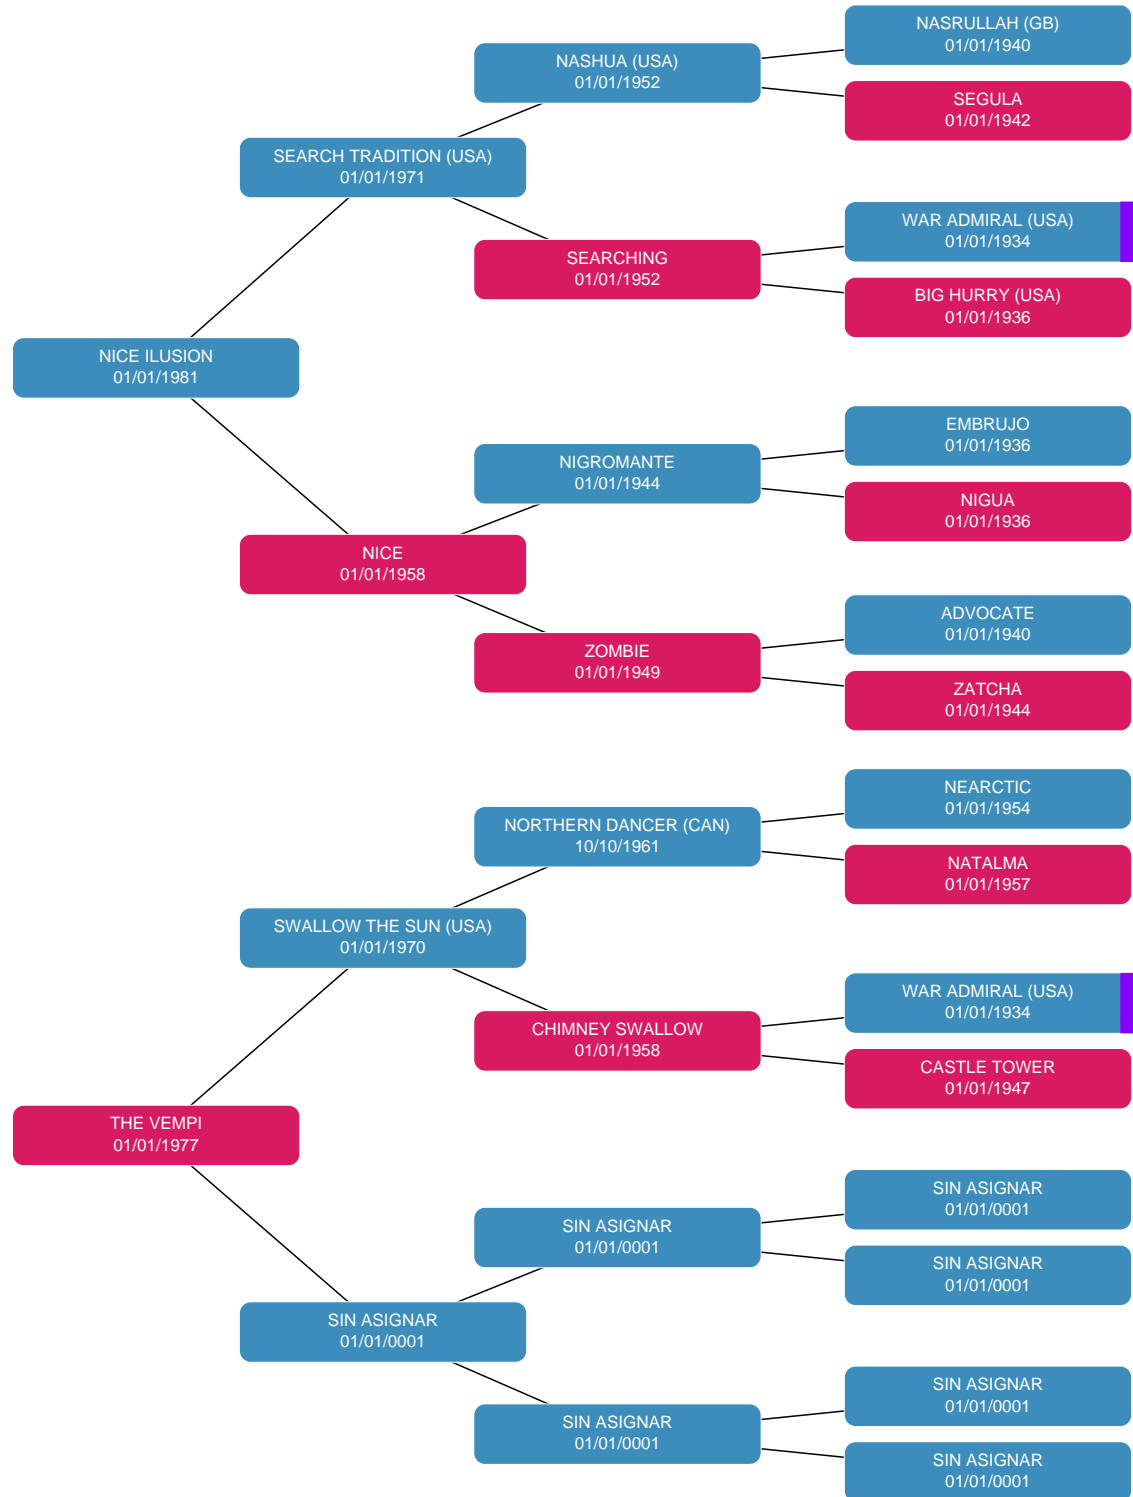 NASRULLAH (GB)
01/01/1940
NASHUA (USA)
01/01/1952
SEGULA
01/01/1942
SEARCH TRADITION (USA)
01/01/1971
WAR ADMIRAL (USA)
01/01/1934
SEARCHING
01/01/1952
BIG HURRY (USA)
01/01/1936
NICE ILUSION
01/01/1981
EMBRUJO
01/01/1936
NIGROMANTE
01/01/1944
NIGUA
01/01/1936
NICE
01/01/1958
ADVOCATE
01/01/1940
ZOMBIE
01/01/1949
ZATCHA
01/01/1944
NEARCTIC
01/01/1954
NORTHERN DANCER (CAN)
10/10/1961
NATALMA
01/01/1957
SWALLOW THE SUN (USA)
01/01/1970
WAR ADMIRAL (USA)
01/01/1934
CHIMNEY SWALLOW
01/01/1958
CASTLE TOWER
01/01/1947
THE VEMPI
01/01/1977
SIN ASIGNAR
01/01/0001
SIN ASIGNAR
01/01/0001
SIN ASIGNAR
01/01/0001
SIN ASIGNAR
01/01/0001
SIN ASIGNAR
01/01/0001
SIN ASIGNAR
01/01/0001
SIN ASIGNAR
01/01/0001